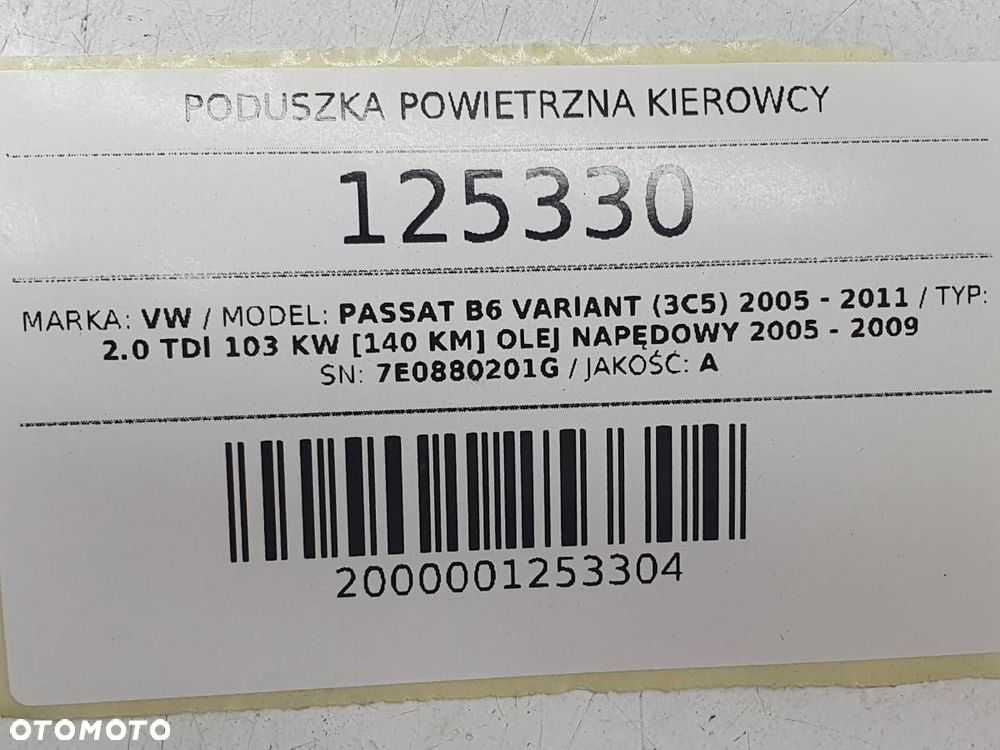 PODUSZKA POWIETRZNA KIEROWCY
125330
MARKA: VW / MODEL: PASSAT B6 VARIANT (3C5) 2005 - 2011 / TYP:
2.0 TDI 103 KW [140 KM] OLEJ NAPĘDOWY 2005 - 2009
SN: 7E0880201G / JAKOŚĆ: A
2000001253304
OTOMOTO